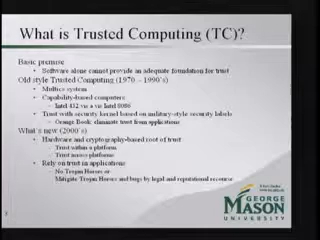 What is Trusted Computing (TC)?
Basic premise
• Software alone cannot provide an adequate foundation for trust
Old style Trusted Computing (1970 – 1990's)
• Multics system
• Capability-based computers
– Intel 432 vis a vis Intel 8086
• Trust with security kernel based on military-style security labels
– Orange Book: eliminate trust from applications
What's new (2000's)
• Hardware and cryptography-based root of trust
– Trust within a platform
– Trust across platforms
• Rely on trust in applications
– No Trojan Horses or
– Mitigate Trojan Horses and bugs by legal and reputational recourse
GEORGE
MASON
UNIVERSITY